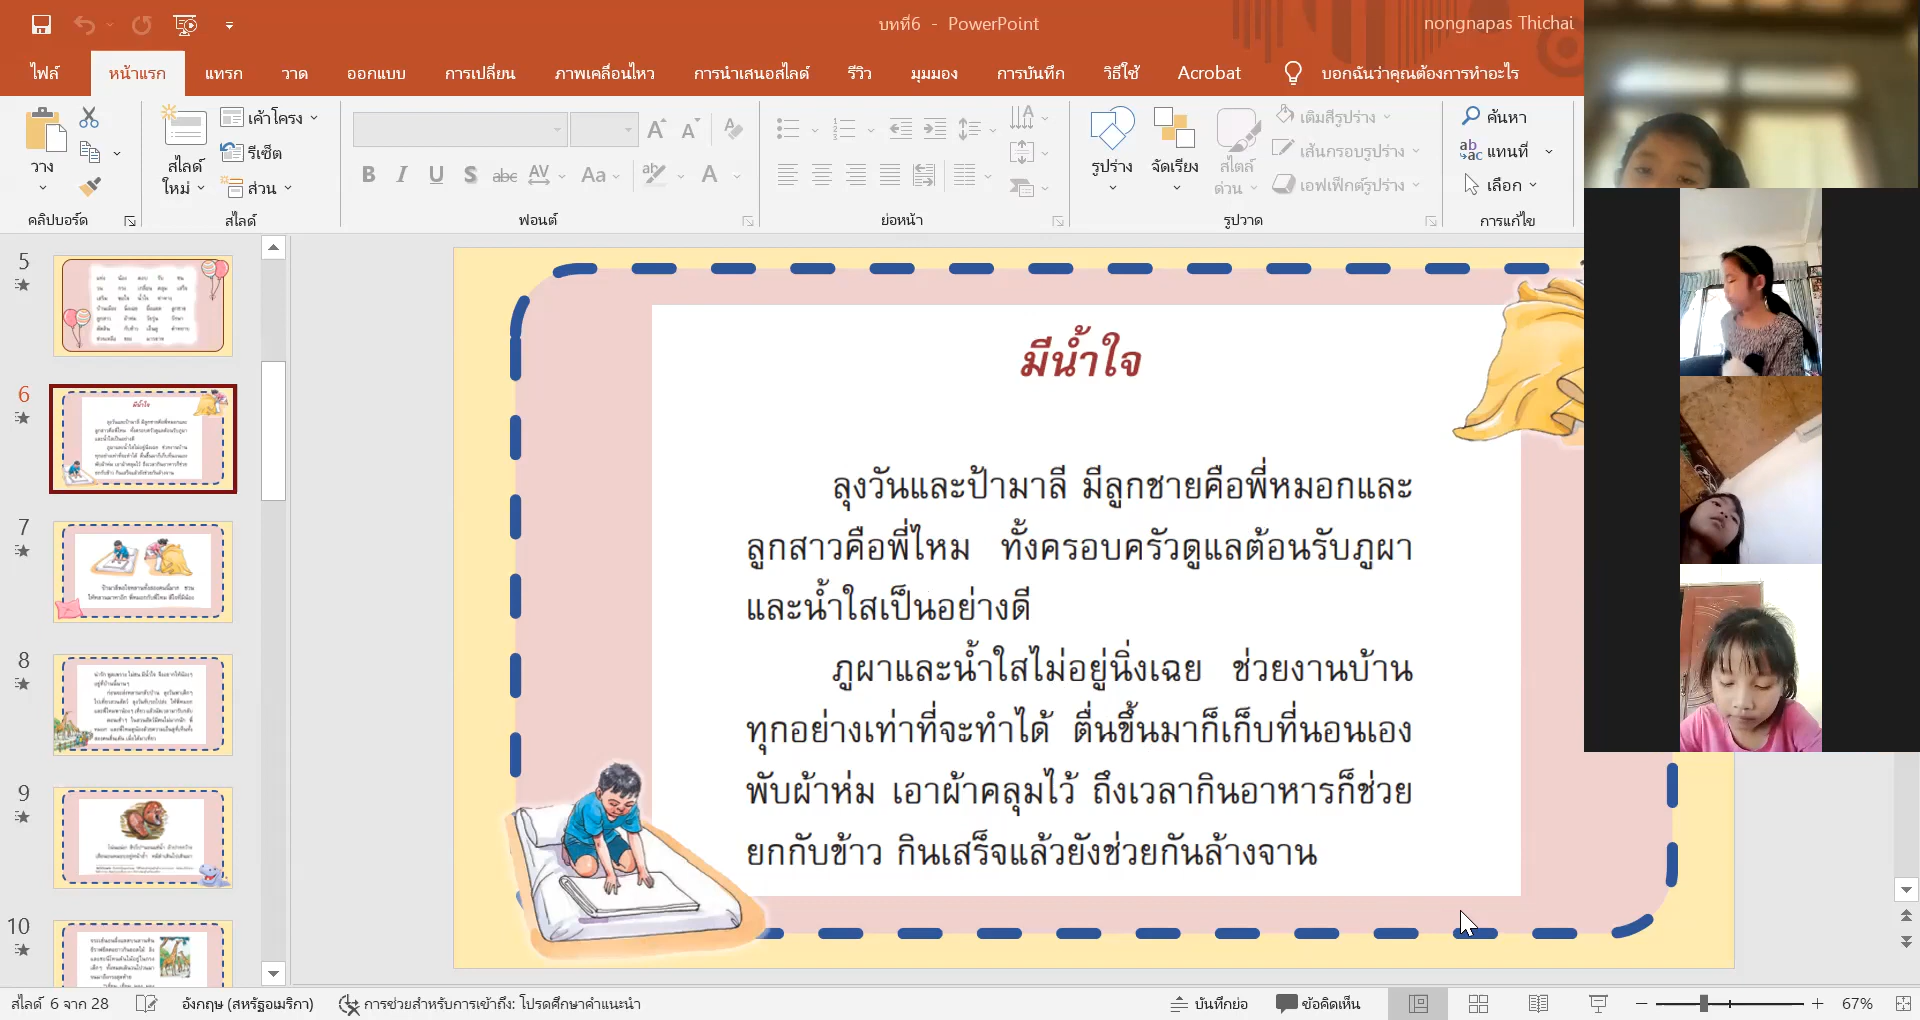 บทที่6 - PowerPoint
nongnapas Thichai
ไฟล์ หน้าแรก แทรก วาด ออกแบบ การเปลี่ยน ภาพเคลื่อนไหว การนำเสนอสไลด์ รีวิว มุมมอง การบันทึก วิธีใช้ Acrobat บอกฉันว่าคุณต้องการทำอะไร
วาง
สไลด์
ใหม่
เค้าโครง
รีเซ็ต
ส่วน
รูปร่าง
จัดเรียง
สไตล์
ด่วน
เติมสีรูปร่าง
เส้นกรอบรูปร่าง
เอฟเฟ็กต์รูปร่าง
ค้นหา
แทนที่
เลือก
คลิปบอร์ด สไลด์ ฟอนต์ ย่อหน้า รูปวาด การแก้ไข
5
6
7
8
9
10
มีน้ำใจ
ลุงวันและป้ามาลี มีลูกชายคือพี่หมอกและ
ลูกสาวคือพี่ไหม ทั้งครอบครัวดูแลต้อนรับภูผา
และน้ำใสเป็นอย่างดี
ภูผาและน้ำใสไม่อยู่นิ่งเฉย ช่วยงานบ้าน
ทุกอย่างเท่าที่จะทำได้ ตื่นขึ้นมาก็เก็บที่นอนเอง
พับผ้าห่ม เอาผ้าคลุมไว้ ถึงเวลากินอาหารก็ช่วย
ยกกับข้าว กินเสร็จแล้วยังช่วยกันล้างจาน
สไลด์ 6 จาก 28 อังกฤษ (สหรัฐอเมริกา) การช่วยสำหรับการเข้าถึง: โปรดศึกษาคำแนะนำ บันทึกย่อ ข้อคิดเห็น 67%